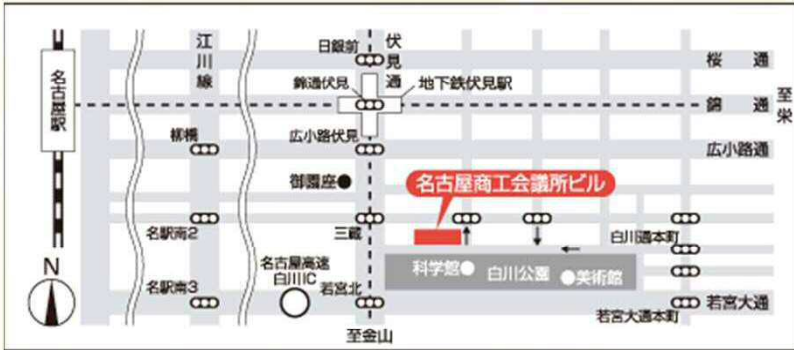 江川線
日銀前
伏見通
桜通
名古屋駅
錦通伏見
地下鉄伏見駅
錦通
至栄
柳橋
広小路伏見
広小路通
御園座
名古屋商工会議所ビル
名駅南2
三蔵
白川通本町
N
名古屋高速
白川IC
科学館
白川公園
美術館
名駅南3
若宮北
若宮大通
若宮大通本町
至金山